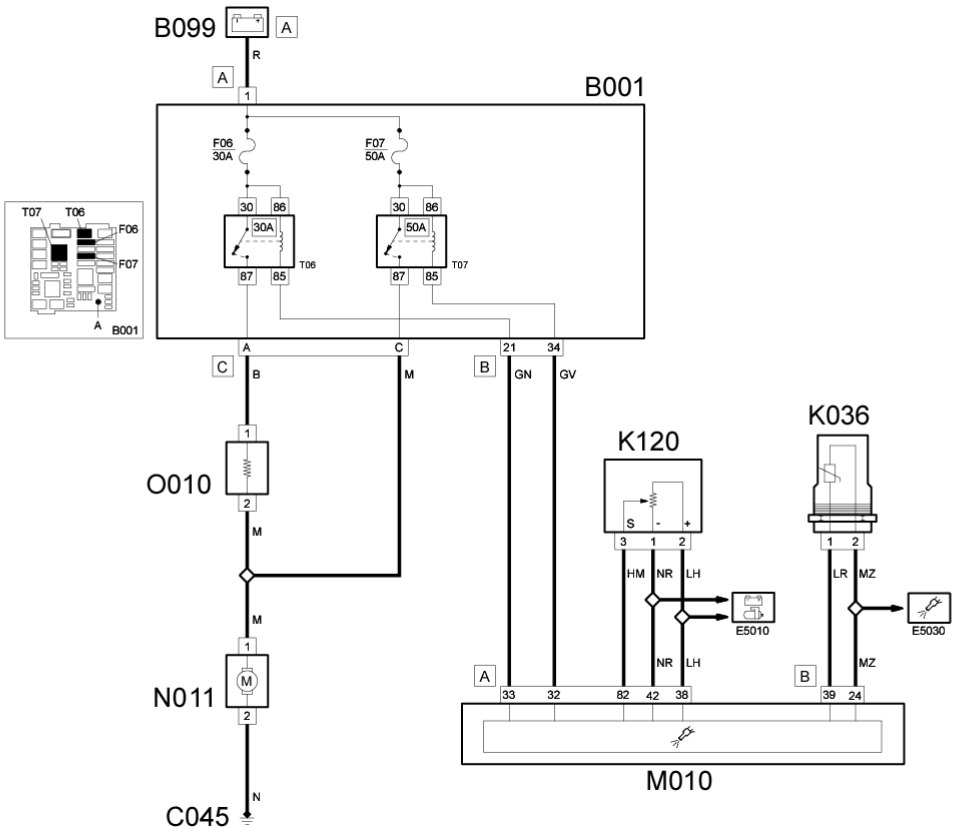 B099
A
R
A
1
B001
F06
30A
F07
50A
30
86
30
86
30A
50A
T06
T07
87
85
87
85
T07
T06
F06
F07
A
B001
A
C
21
34
C
B
B
M
GN
GV
1
O010
2
M
M
1
M
N011
2
N
C045
K120
S
-
+
3
1
2
HM
NR
LH
E5010
NR
LH
K036
1
2
LR
MZ
E5030
MZ
A
33
32
82
42
38
B
39
24
M010